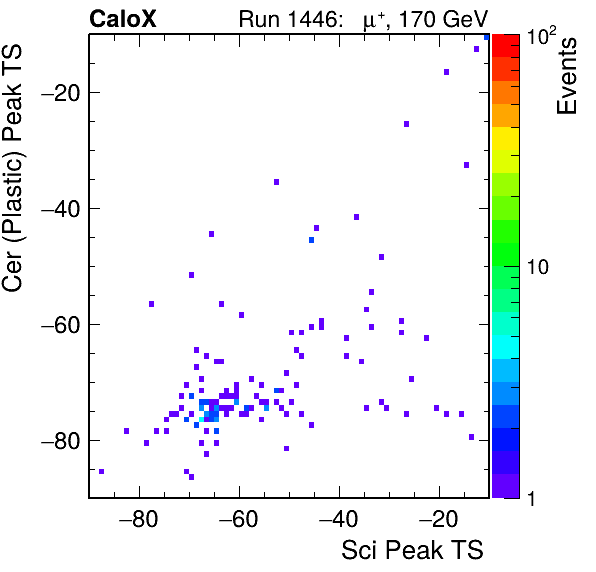 CaloX Run 1446: μ⁺, 170 GeV
Cer (Plastic) Peak TS
−20
−40
−60
−80
−80 −60 −40 −20
Sci Peak TS
10²
10
1
Events